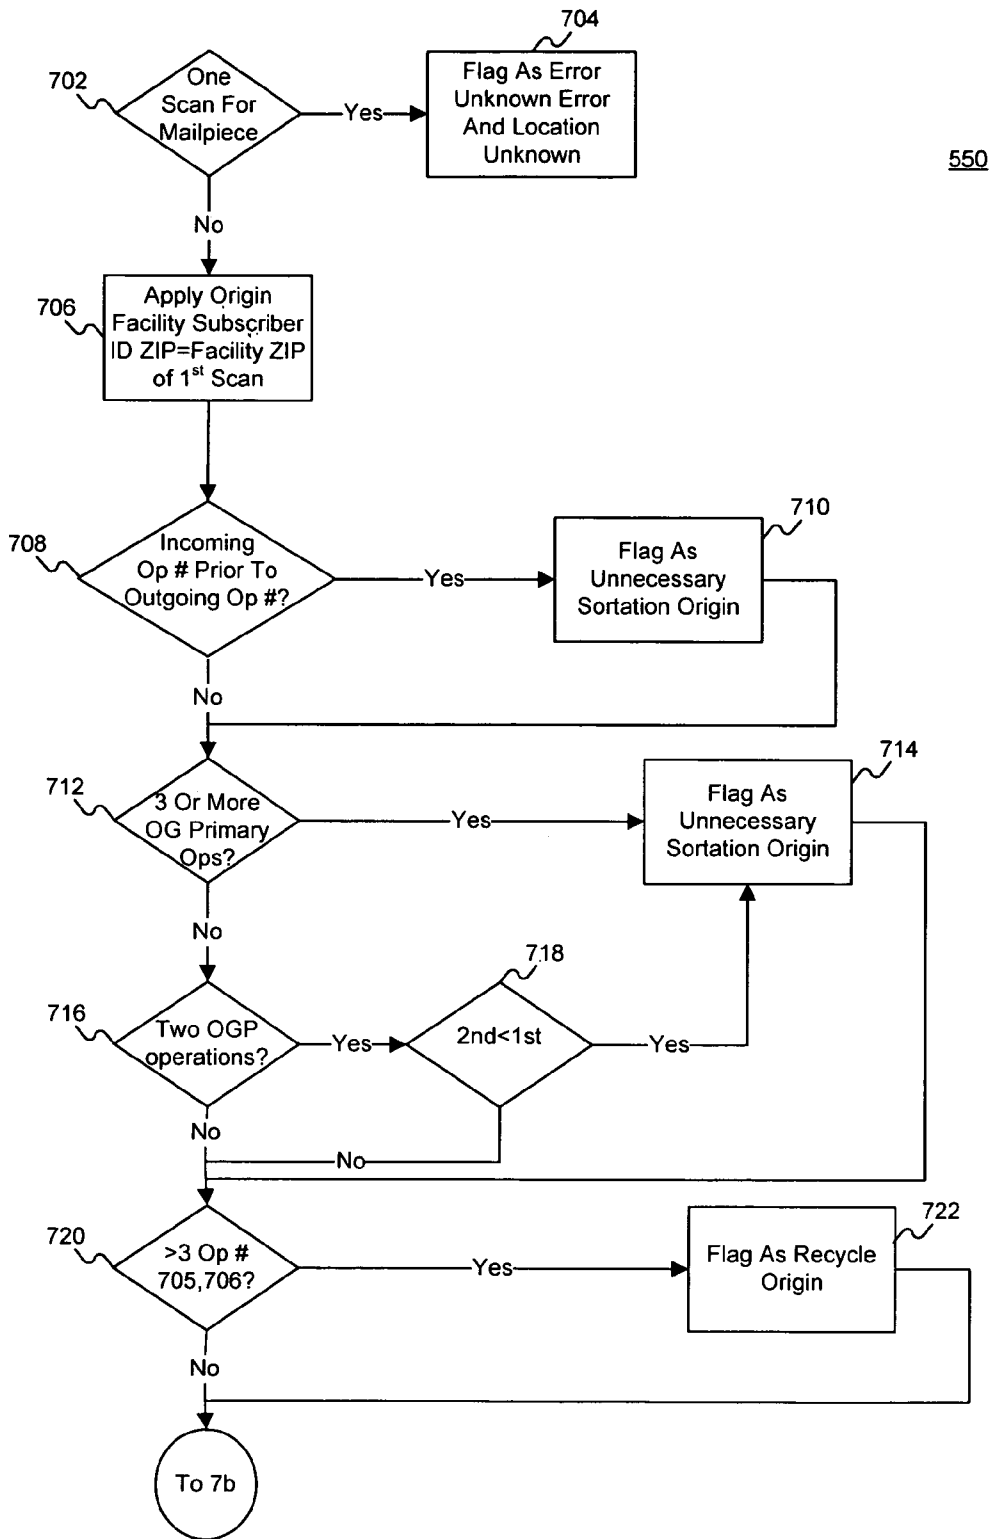 704
702
One
Scan For
Mailpiece
Yes
Flag As Error
Unknown Error
And Location
Unknown
550
No
706
Apply Origin
Facility Subscriber
ID ZIP=Facility ZIP
of 1st Scan
708
Incoming
Op # Prior To
Outgoing Op #?
Yes
710
Flag As
Unnecessary
Sortation Origin
No
712
3 Or More
OG Primary
Ops?
Yes
714
Flag As
Unnecessary
Sortation Origin
No
716
Two OGP
operations?
Yes
718
2nd<1st
Yes
No
No
720
>3 Op #
705,706?
Yes
722
Flag As Recycle
Origin
No
To 7b